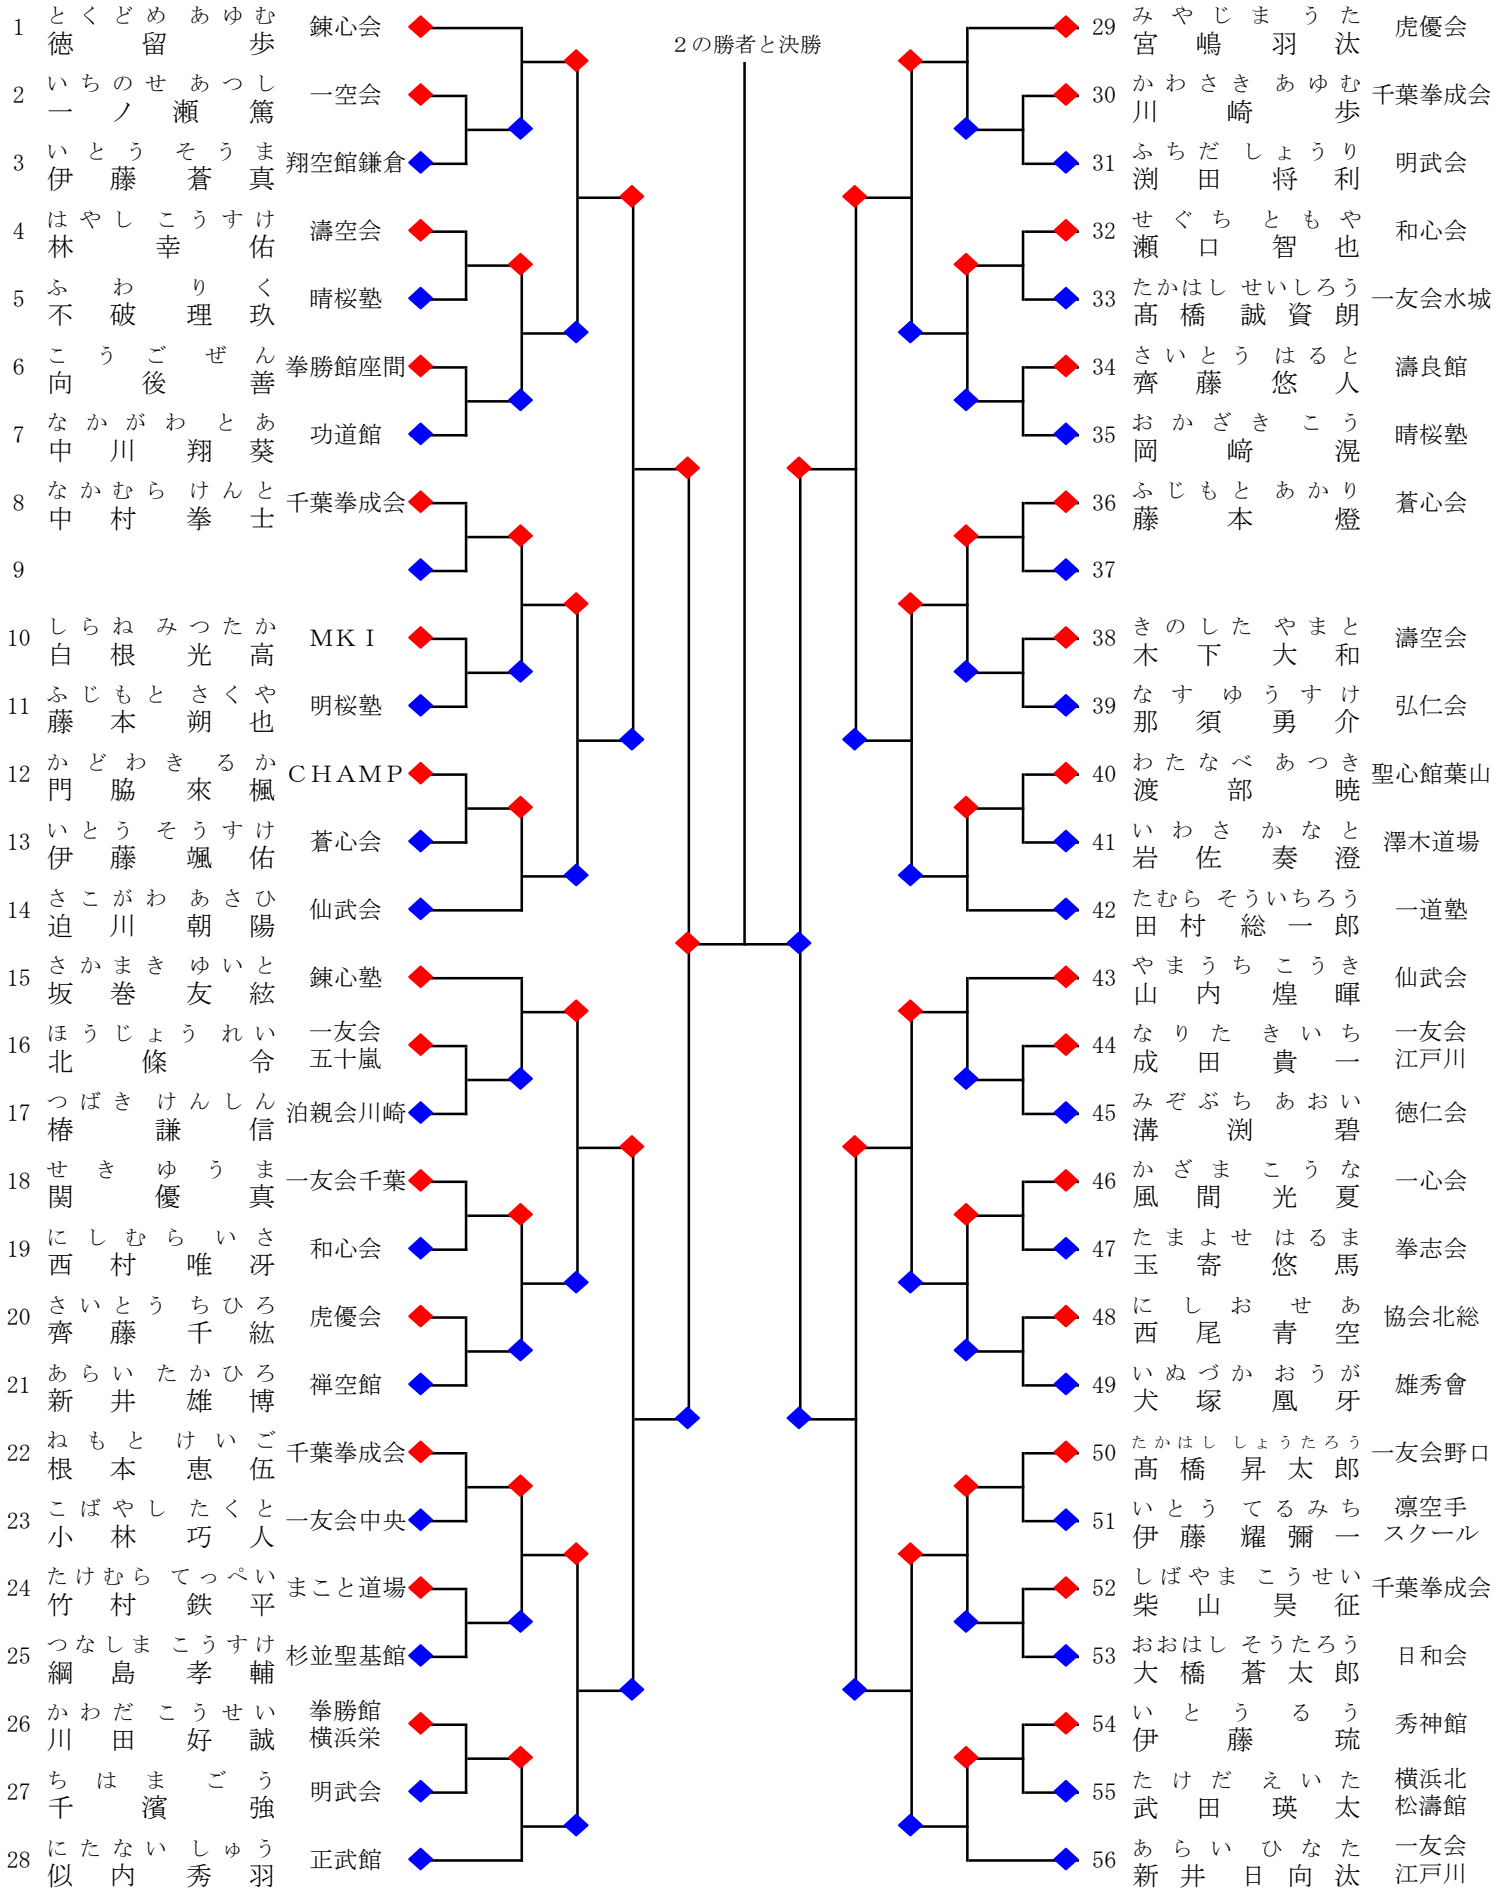 2の勝者と決勝
とくどめ あゆむ
1 徳留歩 錬心会
いちのせ あつし
2 一ノ瀬篤 一空会
いとう そうま
3 伊藤蒼真 翔空館鎌倉
はやし こうすけ
4 林幸佑 濤空会
ふわ りく
5 不破理玖 晴桜塾
こうご ぜん
6 向後善 拳勝館座間
なかがわ とあ
7 中川翔葵 功道館
なかむら けんと
8 中村拳士 千葉拳成会
9
しらね みつたか
10 白根光高 MKI
ふじもと さくや
11 藤本朔也 明桜塾
かどわき るか
12 門脇來楓 CHAMP
いとう そうすけ
13 伊藤颯佑 蒼心会
さこがわ あさひ
14 迫川朝陽 仙武会
さかまき ゆいと
15 坂巻友絃 錬心塾
ほうじょう れい
16 北條令 一友会
五十嵐
つばき けんしん
17 椿謙信 泊親会川崎
せき ゆうま
18 関優真 一友会千葉
にしむら いさ
19 西村唯冴 和心会
さいとう ちひろ
20 齊藤千紘 虎優会
あらい たかひろ
21 新井雄博 禅空館
ねもと けいご
22 根本恵伍 千葉拳成会
こばやし たくと
23 小林巧人 一友会中央
たけむら てっぺい
24 竹村鉄平 まこと道場
つなしま こうすけ
25 綱島孝輔 杉並聖基館
かわだ こうせい
26 川田好誠 拳勝館
横浜栄
ちはま ごう
27 千濱強 明武会
にたない しゅう
28 似内秀羽 正武館
みやじま うた
29 宮嶋羽汰 虎優会
かわさき あゆむ
30 川崎歩 千葉拳成会
ふちだ しょうり
31 渕田将利 明武会
せぐち ともや
32 瀬口智也 和心会
たかはし せいしろう
33 髙橋誠資朗 一友会水城
さいとう はると
34 齊藤悠人 濤良館
おかざき こう
35 岡﨑滉 晴桜塾
ふじもと あかり
36 藤本燈 蒼心会
37
きのした やまと
38 木下大和 濤空会
なす ゆうすけ
39 那須勇介 弘仁会
わたなべ あつき
40 渡部暁 聖心館葉山
いわさ かなと
41 岩佐奏澄 澤木道場
たむら そういちろう
42 田村総一郎 一道塾
やまうち こうき
43 山内煌暉 仙武会
なりた きいち
44 成田貴一 一友会
江戸川
みぞぶち あおい
45 溝渕碧 徳仁会
かざま こうな
46 風間光夏 一心会
たまよせ はるま
47 玉寄悠馬 拳志会
にしお せあ
48 西尾青空 協会北総
いぬづか おうが
49 犬塚凰牙 雄秀會
たかはし しょうたろう
50 髙橋昇太郎 一友会野口
いとう てるみち
51 伊藤耀彌一 凛空手
スクール
しばやま こうせい
52 柴山昊征 千葉拳成会
おおはし そうたろう
53 大橋蒼太郎 日和会
いとう るう
54 伊藤琉 秀神館
たけだ えいた
55 武田瑛太 横浜北
松濤館
あらい ひなた
56 新井日向汰 一友会
江戸川